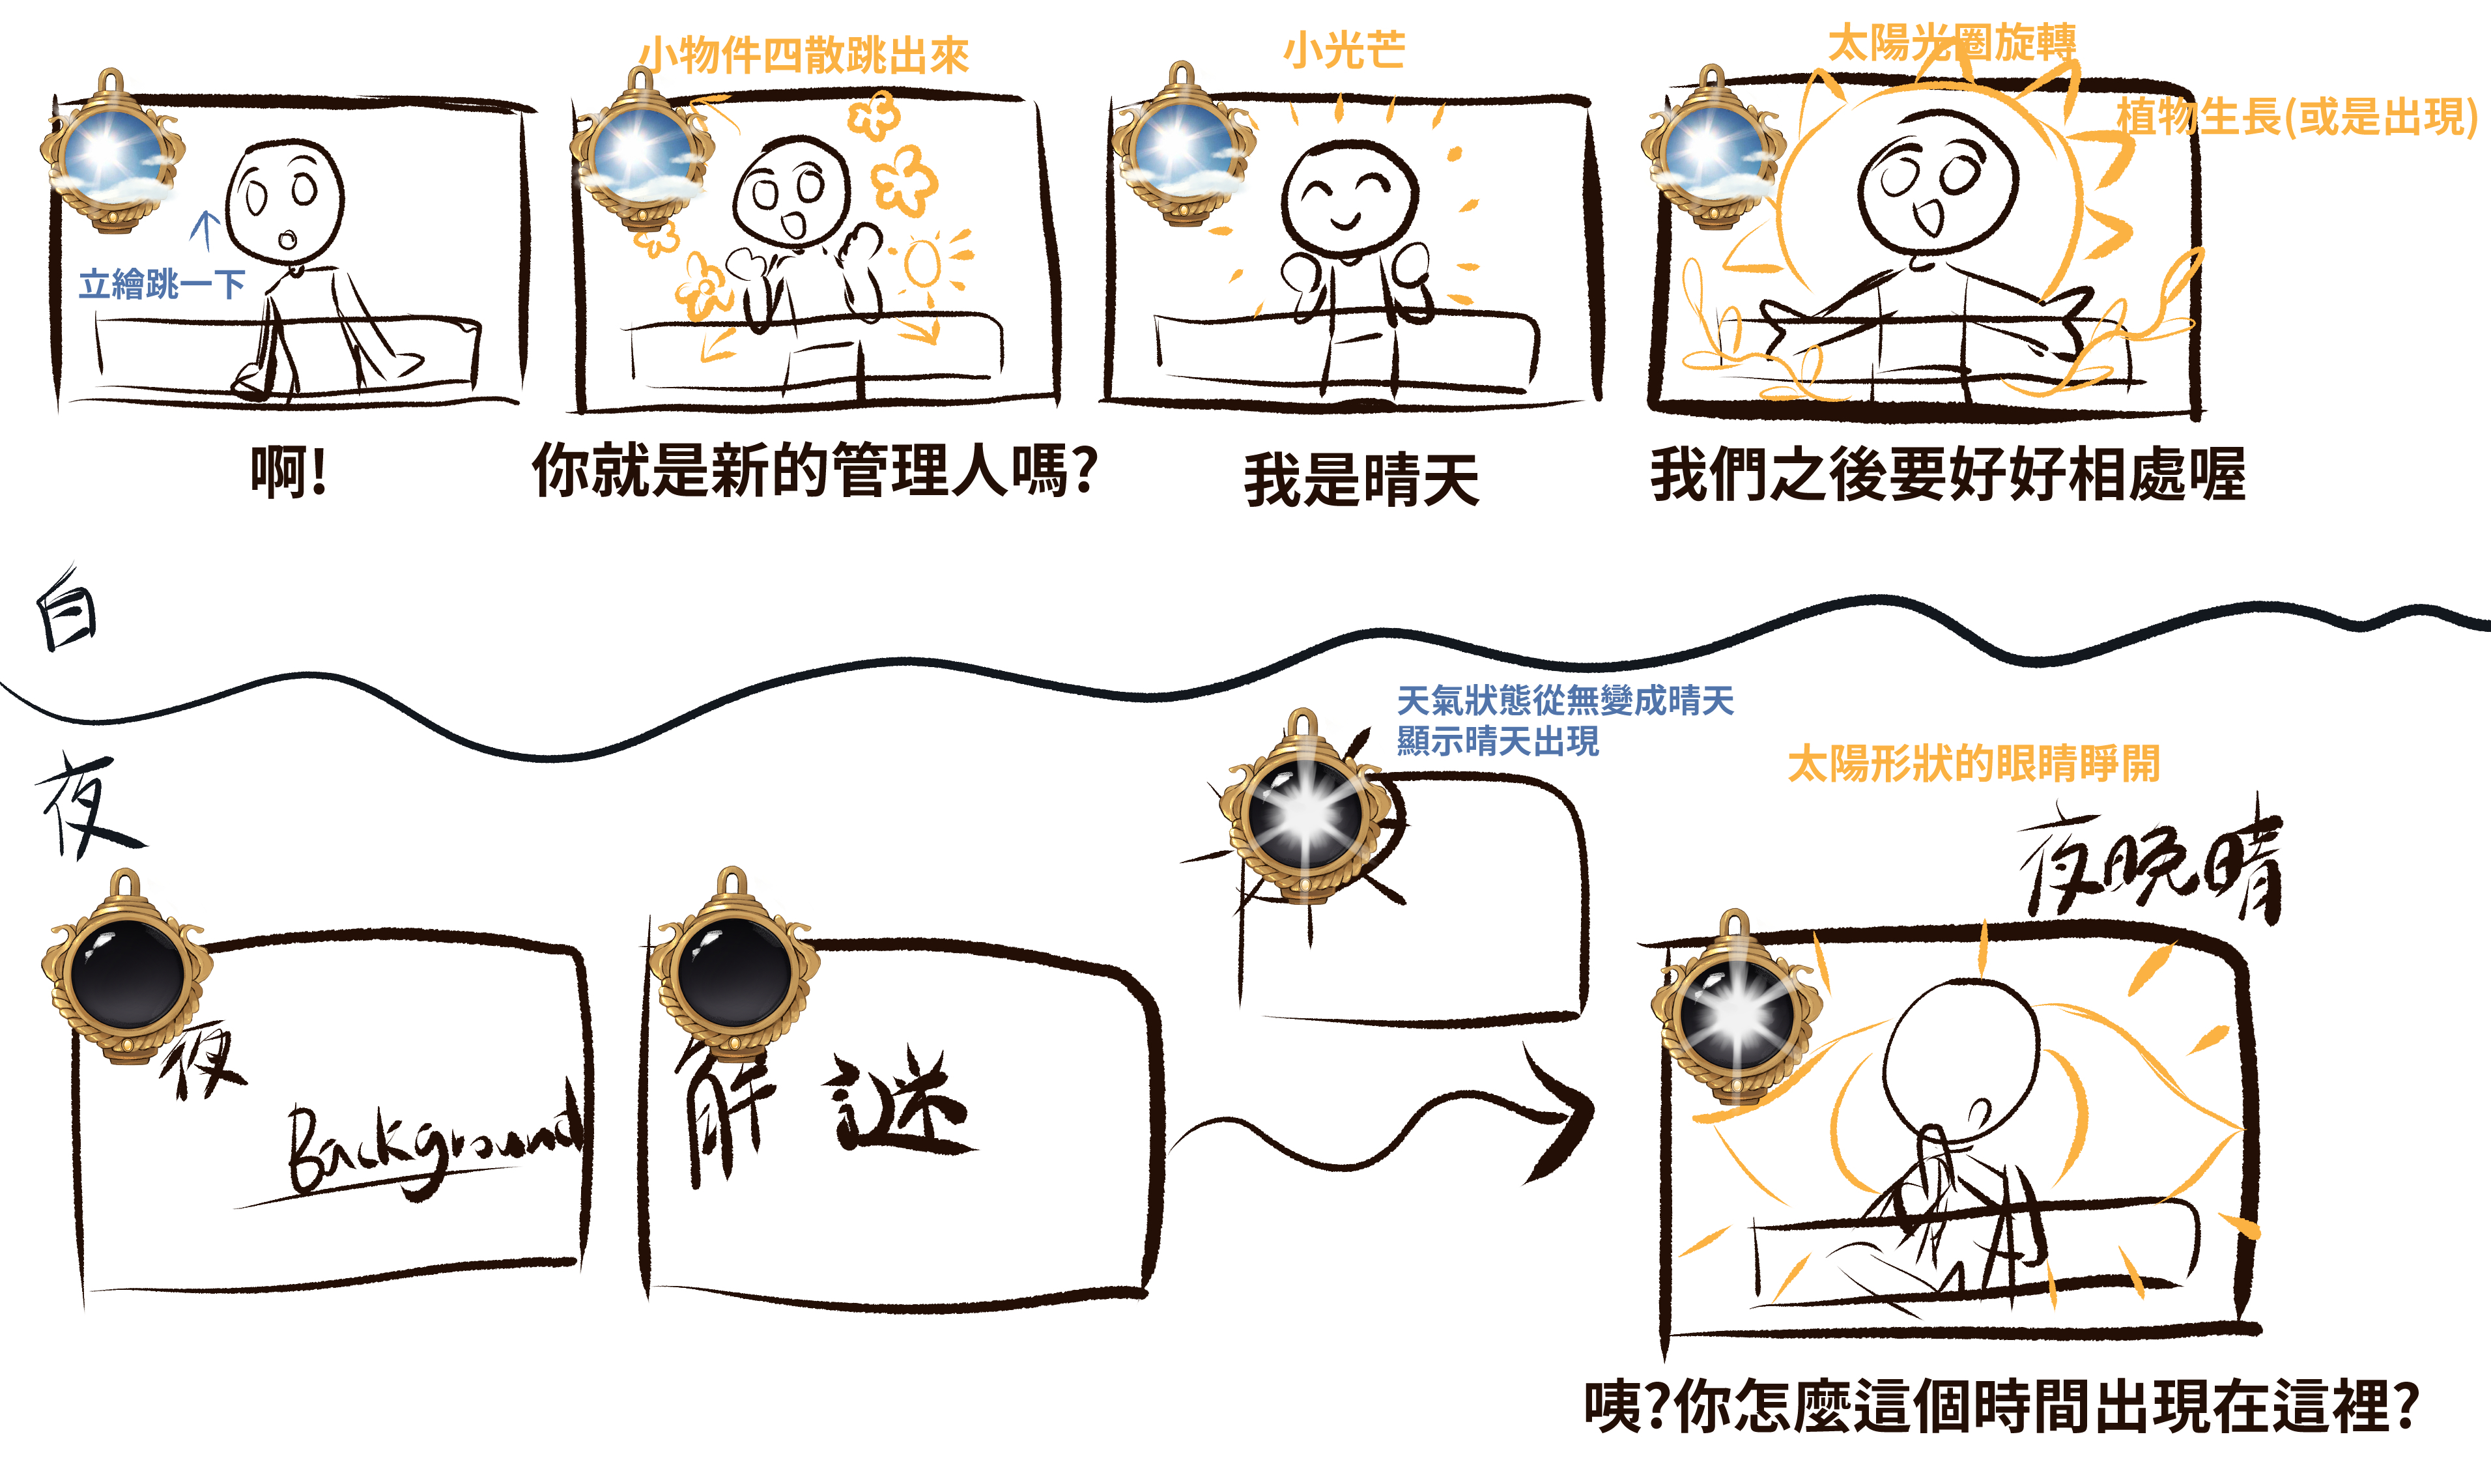 小物件四散跳出來
小光芒
太陽光圈旋轉
植物生長(或是出現)
立繪跳一下
啊!
你就是新的管理人嗎?
我是晴天
我們之後要好好相處喔
白
夜
天氣狀態從無變成晴天
顯示晴天出現
太陽形狀的眼睛睜開
夜晚晴
夜
Background
解謎
咦?你怎麼這個時間出現在這裡?